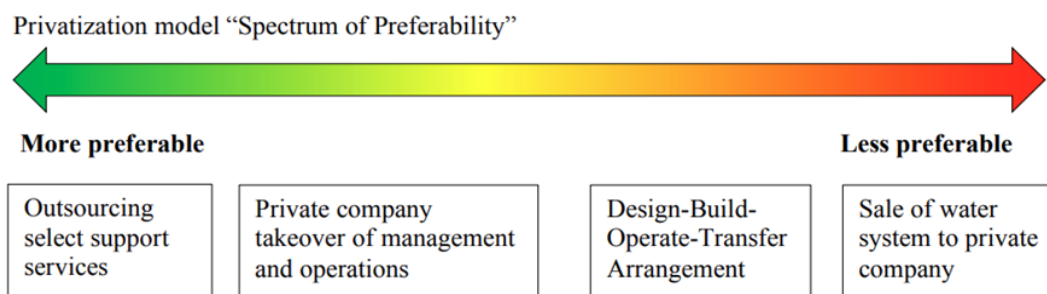 Privatization model “Spectrum of Preferability”
More preferable
Less preferable
Outsourcing
select support
services
Private company
takeover of management
and operations
Design-Build-
Operate-Transfer
Arrangement
Sale of water
system to private
company